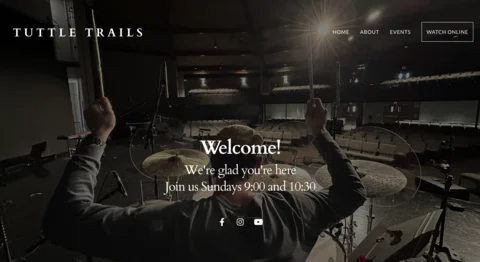 TUTTLE TRAILS
HOME ABOUT EVENTS WATCH ONLINE
Welcome!
We're glad you're here
Join us Sundays 9:00 and 10:30